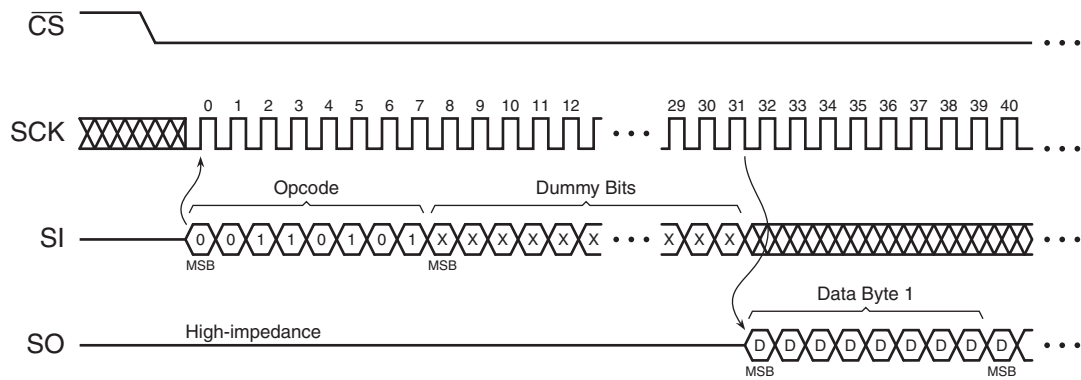 CS
0 1 2 3 4 5 6 7 8 9 10 11 12 29 30 31 32 33 34 35 36 37 38 39 40
SCK
Opcode Dummy Bits
SI 0 0 1 1 0 1 0 1 X X X X X X X X X
MSB MSB
Data Byte 1
High-impedance
SO D D D D D D D D D
MSB MSB